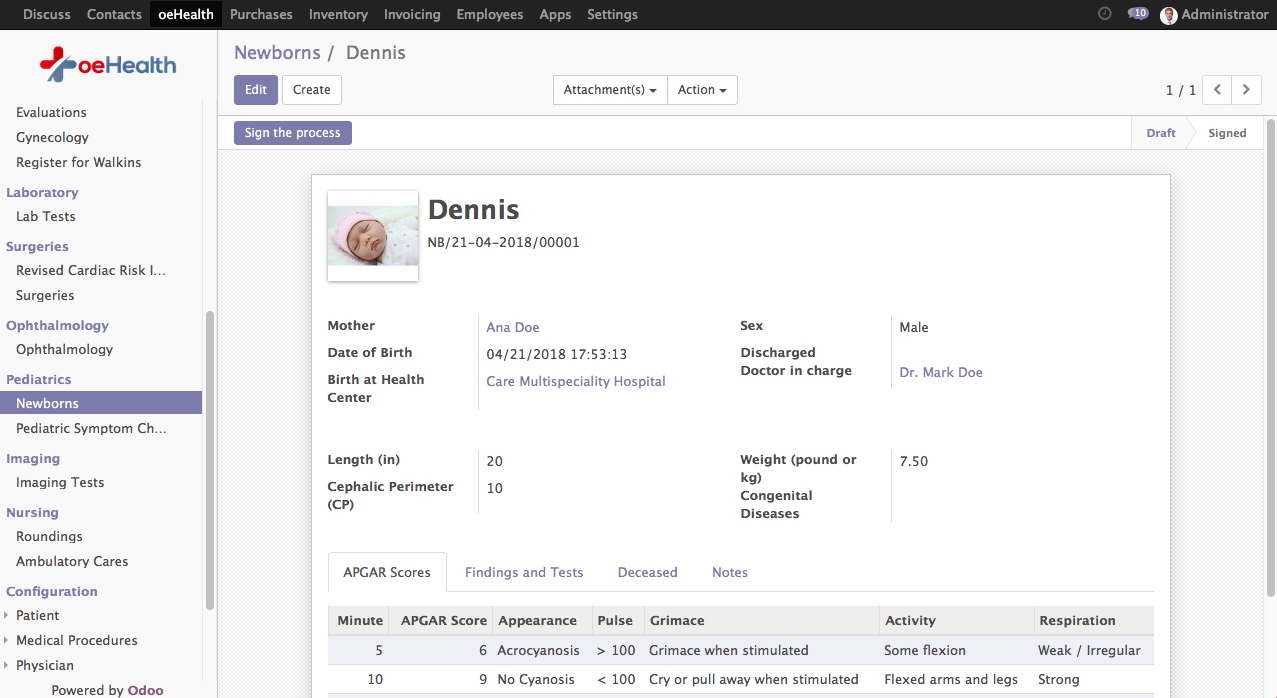 Discuss Contacts oeHealth Purchases Inventory Invoicing Employees Apps Settings 10 Administrator
oeHealth
Evaluations
Gynecology
Register for Walkins
Laboratory
Lab Tests
Surgeries
Revised Cardiac Risk I...
Surgeries
Ophthalmology
Ophthalmology
Pediatrics
Newborns
Pediatric Symptom Ch...
Imaging
Imaging Tests
Nursing
Roundings
Ambulatory Cares
Configuration
Patient
Medical Procedures
Physician
Powered by Odoo
Newborns / Dennis
Edit Create Attachment(s) Action 1 / 1
Sign the process Draft Signed
Dennis
NB/21-04-2018/00001
Mother Ana Doe
Date of Birth 04/21/2018 17:53:13
Birth at Health Care Multispeciality Hospital
Center
Sex Male
Discharged
Doctor in charge Dr. Mark Doe
Length (in) 20
Cephalic Perimeter 10
(CP)
Weight (pound or 7.50
kg)
Congenital
Diseases
APGAR Scores Findings and Tests Deceased Notes
Minute APGAR Score Appearance Pulse Grimace Activity Respiration
5 6 Acrocyanosis > 100 Grimace when stimulated Some flexion Weak / Irregular
10 9 No Cyanosis < 100 Cry or pull away when stimulated Flexed arms and legs Strong